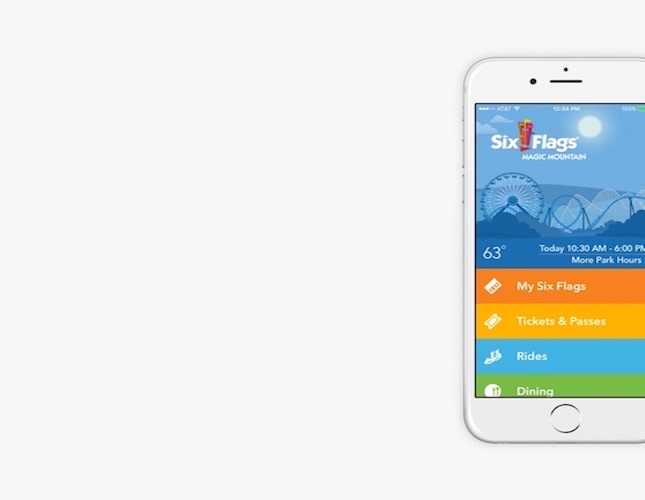 AT&T
12:34 PM
100%
Six Flags
MAGIC MOUNTAIN
63°
Today 10:30 AM - 6:00 PM
More Park Hours
My Six Flags
Tickets & Passes
Rides
Dining